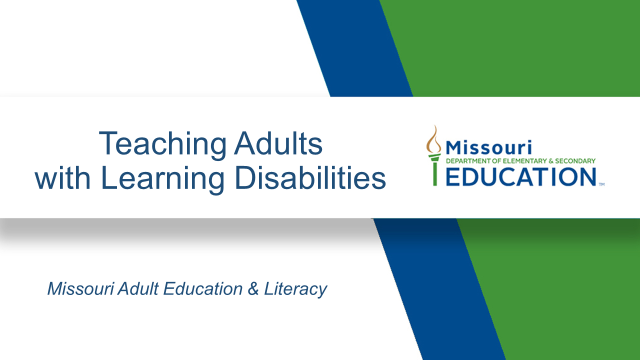 Teaching Adults
with Learning Disabilities
Missouri
DEPARTMENT OF ELEMENTARY & SECONDARY
EDUCATION
Missouri Adult Education & Literacy